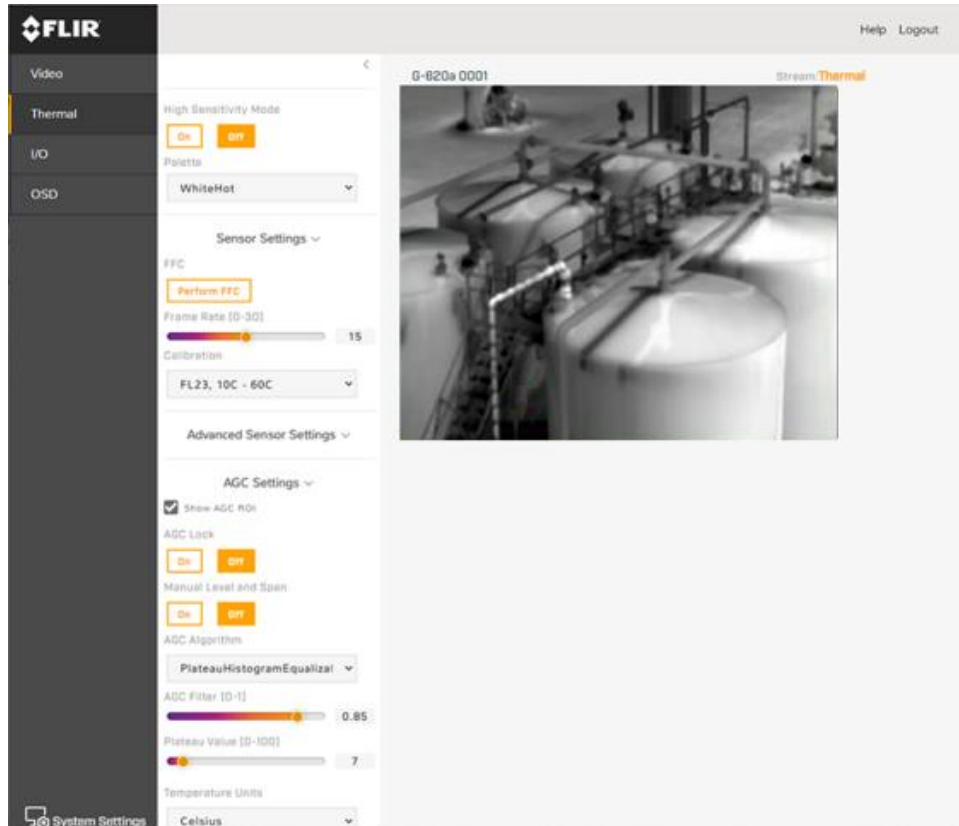 FLIR
Help Logout
Video
Thermal
I/O
OSD
System Settings
<
High Sensitivity Mode
On Off
Palette
WhiteHot
Sensor Settings
FFC
Perform FFC
Frame Rate [0-30]
15
Calibration
FL23, 10C - 60C
Advanced Sensor Settings
AGC Settings
Show AGC ROI
AGC Lock
On Off
Manual Level and Span
On Off
AGC Algorithm
PlateauHistogramEqualizat
AGC Filter [0-1]
0.85
Plateau Value [0-100]
7
Temperature Units
Celsius
G-620a 0001
Stream:Thermal